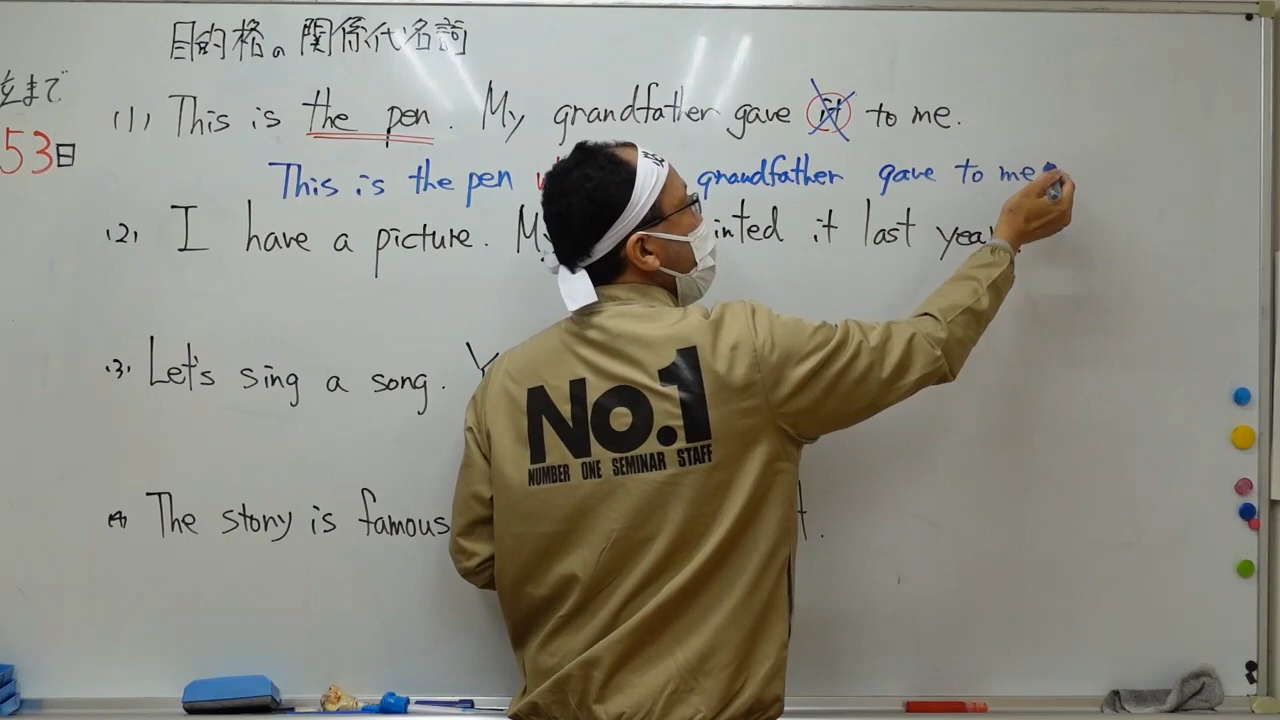 目的格の関係代名詞
まで
53日
(1) This is the pen. My grandfather gave it to me.
This is the pen grandfather gave to me
(2) I have a picture. it last year.
(3) Let's sing a song.
(4) The story is famous
No.1
NUMBER ONE SEMINAR STAFF